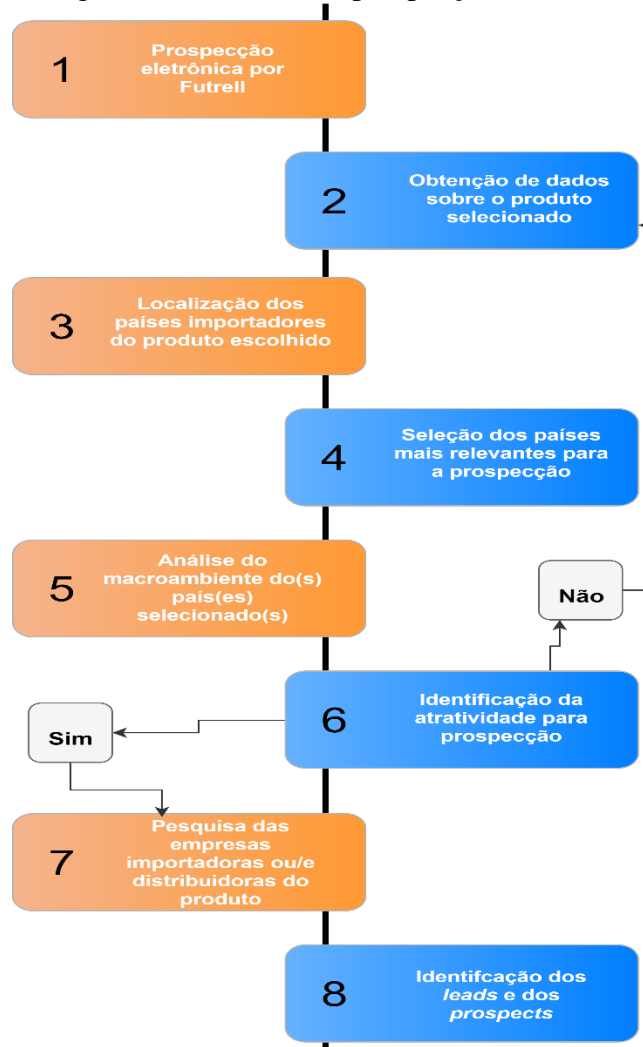 1
Prospecção
eletrônica por
Futrell
2
Obtenção de dados
sobre o produto
selecionado
3
Localização dos
países importadores
do produto escolhido
4
Seleção dos países
mais relevantes para
a prospecção
5
Análise do
macroambiente do(s)
país(es)
selecionado(s)
Não
6
Identificação da
atratividade para
prospecção
Sim
7
Pesquisa das
empresas
importadoras ou/e
distribuidoras do
produto
8
Identifcação dos
leads e dos
prospects